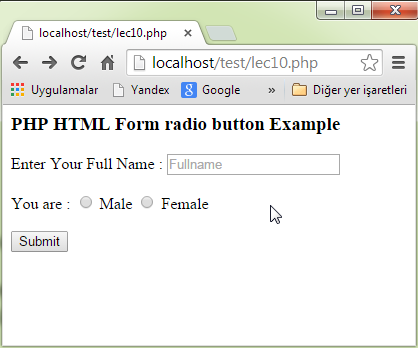 localhost/test/lec10.php
localhost/test/lec10.php
Uygulamalar Yandex Google » Diğer yer işaretleri
PHP HTML Form radio button Example
Enter Your Full Name : Fullname
You are : Male Female
Submit